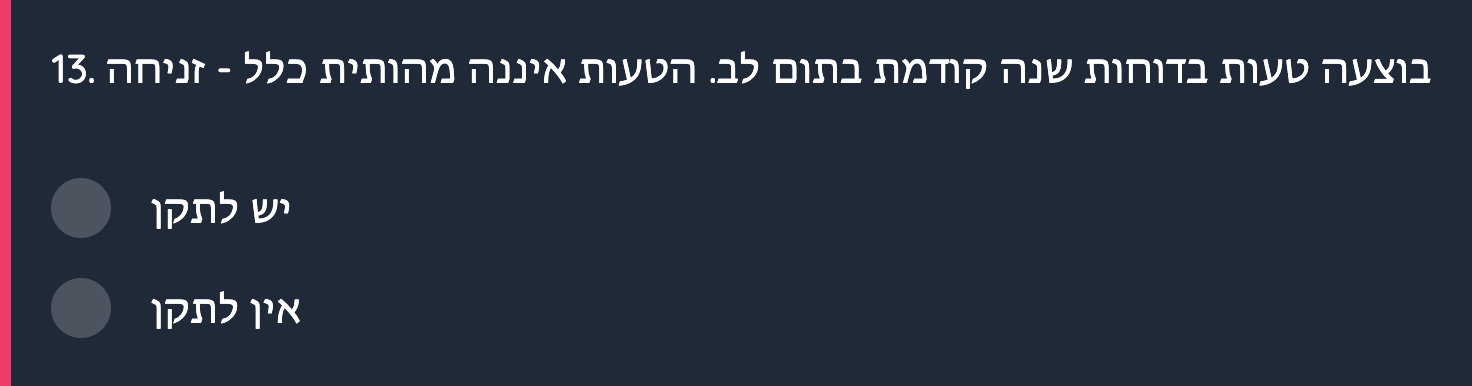 13. בוצעה טעות בדוחות שנה קודמת בתום לב. הטעות איננה מהותית כלל - זניחה
יש לתקן
אין לתקן